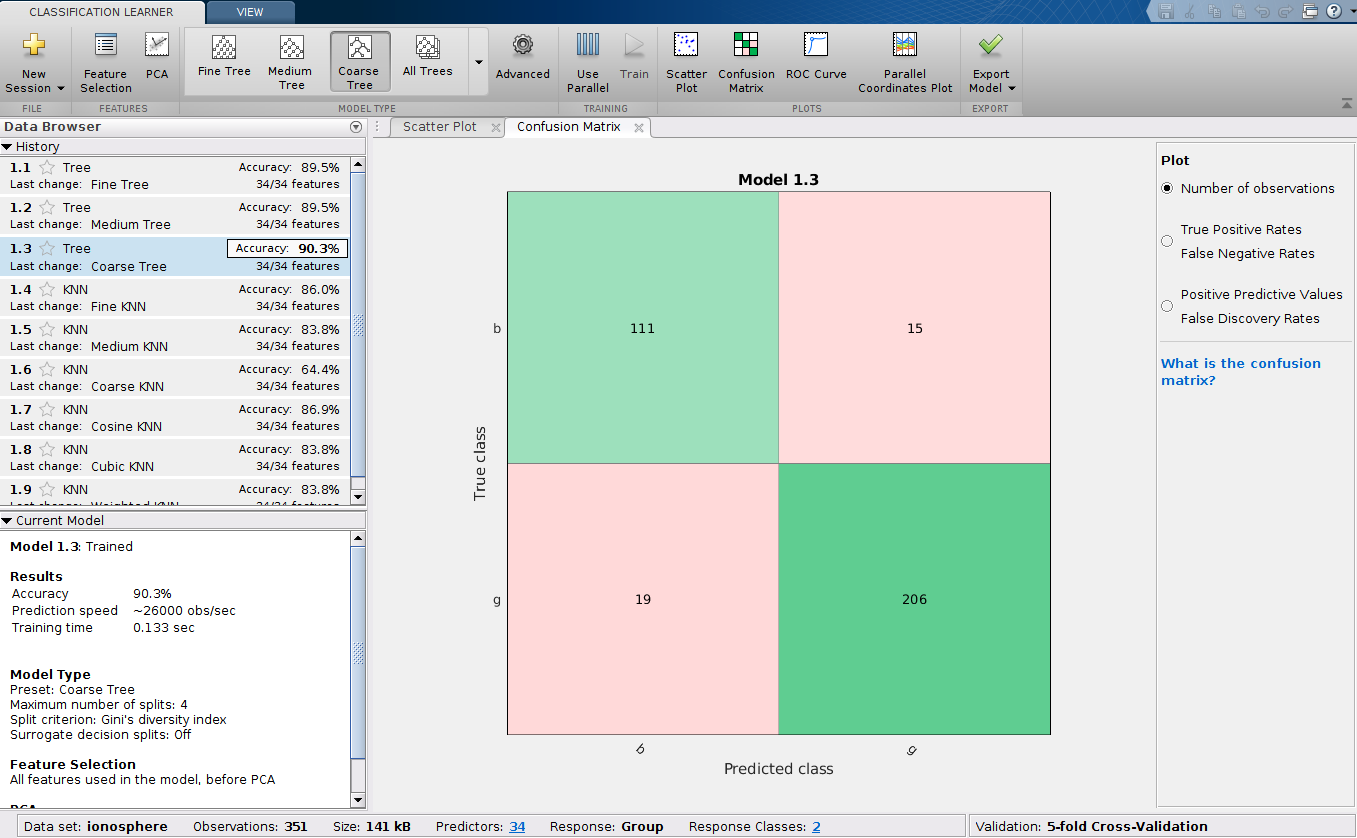 CLASSIFICATION LEARNER
VIEW
New Session
Feature Selection
PCA
Fine Tree
Medium Tree
Coarse Tree
All Trees
Advanced
Use Parallel
Train
Scatter Plot
Confusion Matrix
ROC Curve
Parallel Coordinates Plot
Export Model
FILE
FEATURES
MODEL TYPE
TRAINING
PLOTS
EXPORT
Data Browser
History
1.1 Tree Accuracy: 89.5%
Last change: Fine Tree 34/34 features
1.2 Tree Accuracy: 89.5%
Last change: Medium Tree 34/34 features
1.3 Tree Accuracy: 90.3%
Last change: Coarse Tree 34/34 features
1.4 KNN Accuracy: 86.0%
Last change: Fine KNN 34/34 features
1.5 KNN Accuracy: 83.8%
Last change: Medium KNN 34/34 features
1.6 KNN Accuracy: 64.4%
Last change: Coarse KNN 34/34 features
1.7 KNN Accuracy: 86.9%
Last change: Cosine KNN 34/34 features
1.8 KNN Accuracy: 83.8%
Last change: Cubic KNN 34/34 features
1.9 KNN Accuracy: 83.8%
Current Model
Model 1.3: Trained
Results
Accuracy 90.3%
Prediction speed ~26000 obs/sec
Training time 0.133 sec
Model Type
Preset: Coarse Tree
Maximum number of splits: 4
Split criterion: Gini's diversity index
Surrogate decision splits: Off
Feature Selection
All features used in the model, before PCA
Scatter Plot
Confusion Matrix
Model 1.3
b
111
15
True class
g
19
206
b
g
Predicted class
Plot
Number of observations
True Positive Rates
False Negative Rates
Positive Predictive Values
False Discovery Rates
What is the confusion
matrix?
Data set: ionosphere Observations: 351 Size: 141 kB Predictors: 34 Response: Group Response Classes: 2 Validation: 5-fold Cross-Validation